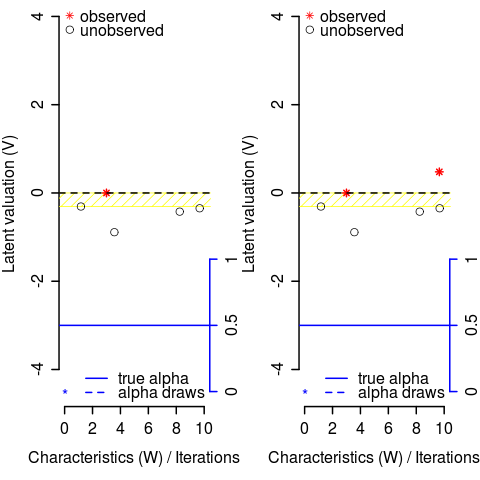 observed
unobserved
Latent valuation (V)
4
2
0
-2
-4
1
0.5
0
true alpha
alpha draws
0 2 4 6 8 10
Characteristics (W) / Iterations
observed
unobserved
Latent valuation (V)
4
2
0
-2
-4
1
0.5
0
true alpha
alpha draws
0 2 4 6 8 10
Characteristics (W) / Iterations